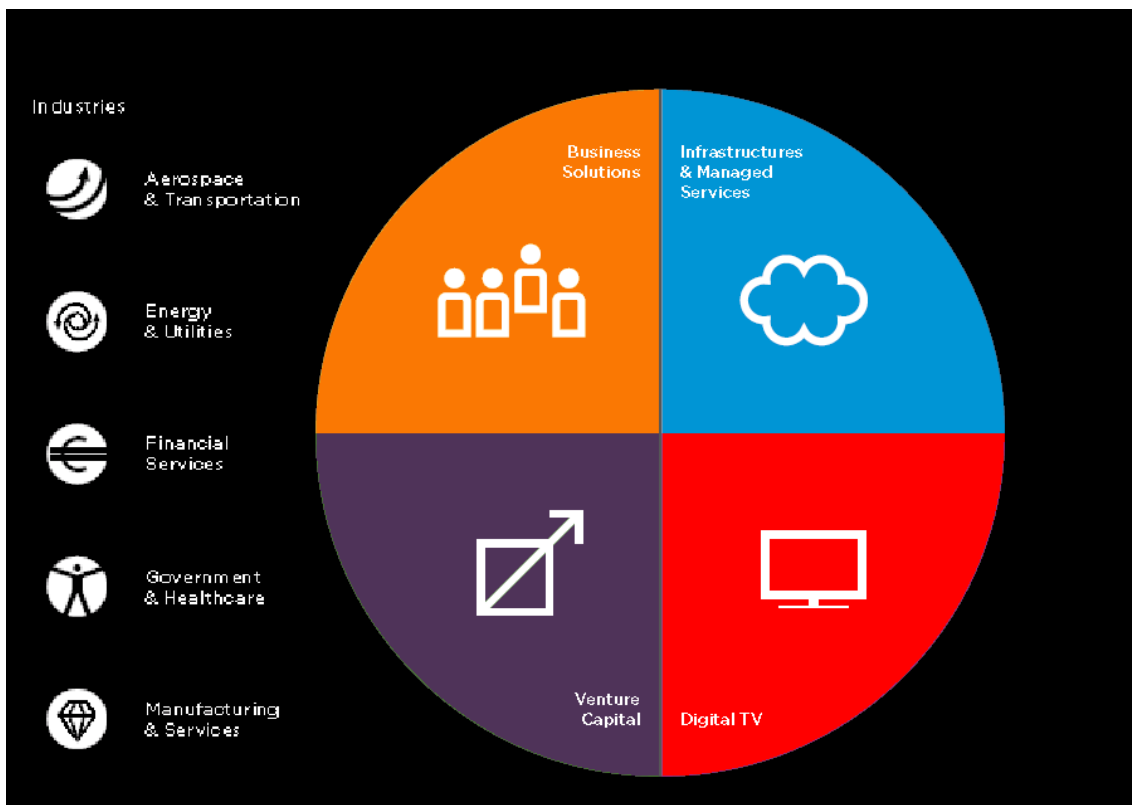 Industries
Aerospace
& Transportation
Energy
& Utilities
Financial
Services
Government
& Healthcare
Manufacturing
& Services
Business
Solutions
Infrastructures
& Managed
Services
Venture
Capital
Digital TV